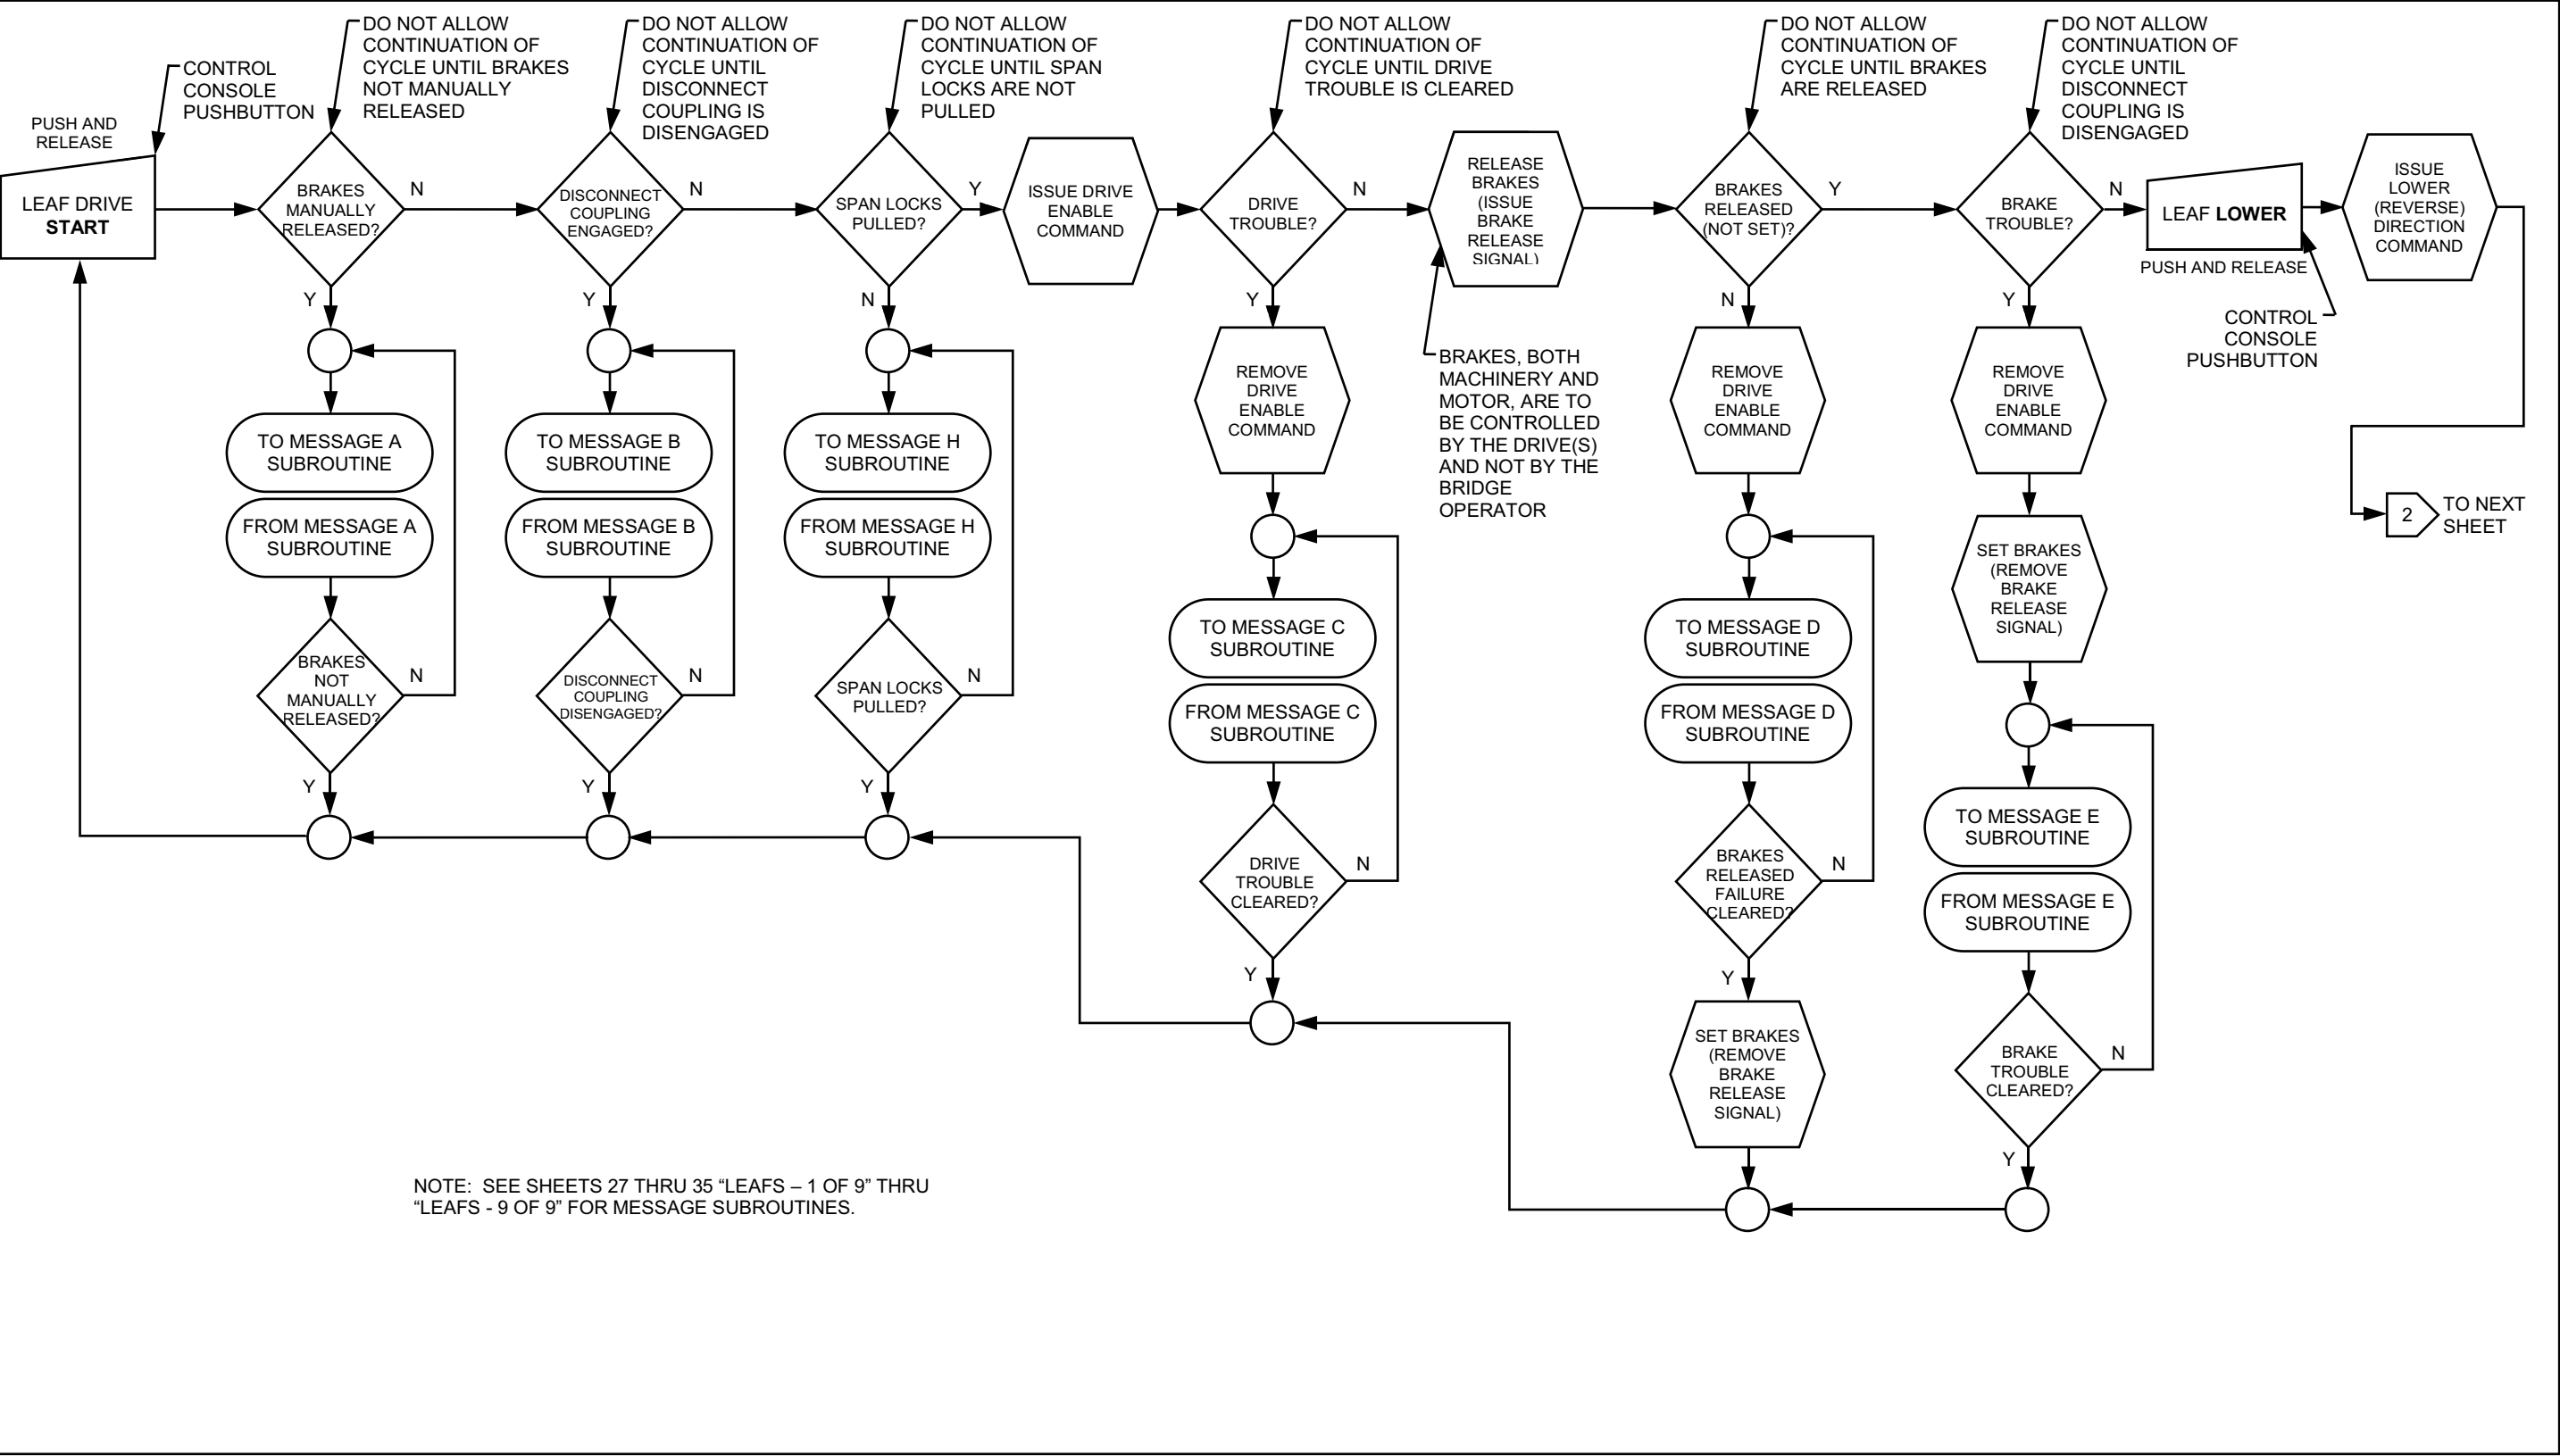 DO NOT ALLOW
CONTINUATION OF
CYCLE UNTIL BRAKES
NOT MANUALLY
RELEASED
DO NOT ALLOW
CONTINUATION OF
CYCLE UNTIL
DISCONNECT
COUPLING IS
DISENGAGED
DO NOT ALLOW
CONTINUATION OF
CYCLE UNTIL SPAN
LOCKS ARE NOT
PULLED
DO NOT ALLOW
CONTINUATION OF
CYCLE UNTIL DRIVE
TROUBLE IS CLEARED
DO NOT ALLOW
CONTINUATION OF
CYCLE UNTIL BRAKES
ARE RELEASED
DO NOT ALLOW
CONTINUATION OF
CYCLE UNTIL
DISCONNECT
COUPLING IS
DISENGAGED
CONTROL
CONSOLE
PUSHBUTTON
PUSH AND
RELEASE
LEAF DRIVE
START
BRAKES
MANUALLY
RELEASED?
N
Y
DISCONNECT
COUPLING
ENGAGED?
N
Y
SPAN LOCKS
PULLED?
Y
N
ISSUE DRIVE
ENABLE
COMMAND
DRIVE
TROUBLE?
N
Y
RELEASE
BRAKES
(ISSUE
BRAKE
RELEASE
SIGNAL)
BRAKES
RELEASED
(NOT SET)?
Y
N
BRAKE
TROUBLE?
N
Y
LEAF LOWER
PUSH AND RELEASE
CONTROL
CONSOLE
PUSHBUTTON
ISSUE
LOWER
(REVERSE)
DIRECTION
COMMAND
2
TO NEXT
SHEET
BRAKES, BOTH
MACHINERY AND
MOTOR, ARE TO
BE CONTROLLED
BY THE DRIVE(S)
AND NOT BY THE
BRIDGE
OPERATOR
TO MESSAGE A
SUBROUTINE
FROM MESSAGE A
SUBROUTINE
BRAKES
NOT
MANUALLY
RELEASED?
N
Y
TO MESSAGE B
SUBROUTINE
FROM MESSAGE B
SUBROUTINE
DISCONNECT
COUPLING
DISENGAGED?
N
Y
TO MESSAGE H
SUBROUTINE
FROM MESSAGE H
SUBROUTINE
SPAN LOCKS
PULLED?
N
Y
REMOVE
DRIVE
ENABLE
COMMAND
TO MESSAGE C
SUBROUTINE
FROM MESSAGE C
SUBROUTINE
DRIVE
TROUBLE
CLEARED?
N
Y
REMOVE
DRIVE
ENABLE
COMMAND
TO MESSAGE D
SUBROUTINE
FROM MESSAGE D
SUBROUTINE
BRAKES
RELEASED
FAILURE
CLEARED?
N
Y
SET BRAKES
(REMOVE
BRAKE
RELEASE
SIGNAL)
REMOVE
DRIVE
ENABLE
COMMAND
SET BRAKES
(REMOVE
BRAKE
RELEASE
SIGNAL)
TO MESSAGE E
SUBROUTINE
FROM MESSAGE E
SUBROUTINE
BRAKE
TROUBLE
CLEARED?
N
Y
NOTE:  SEE SHEETS 27 THRU 35 “LEAFS – 1 OF 9” THRU
“LEAFS - 9 OF 9” FOR MESSAGE SUBROUTINES.